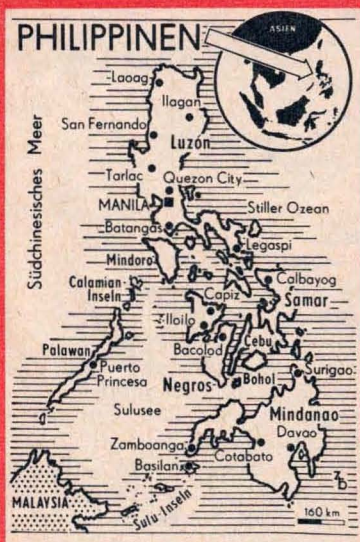 PHILIPPINEN
ASIEN
Laoag
Ilagan
San Fernando
Luzon
Tarlac
Quezon City
MANILA
Stiller Ozean
Batangas
Legaspi
Südchinesisches Meer
Mindoro
Calamian-
Inseln
Calbayog
Capiz
Samar
Iloilo
Palawan
Bacolod
Cebu
Surigao
Puerto
Princesa
Negros
Bohol
Sulusee
Mindanao
Zamboanga
Davao
Cotabato
Basilan
zb
MALAYSIA
Sulu-Inseln
160 km